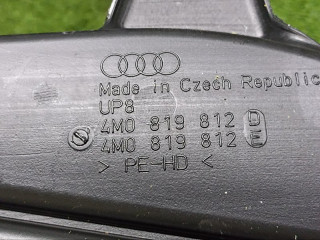 Made in Czech Republic
UP8
4M0 819 812 D
4M0 819 812 E
> PE-HD <